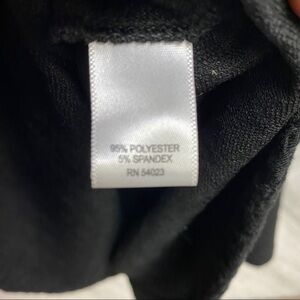 95% POLYESTER
5% SPANDEX
RN 54023